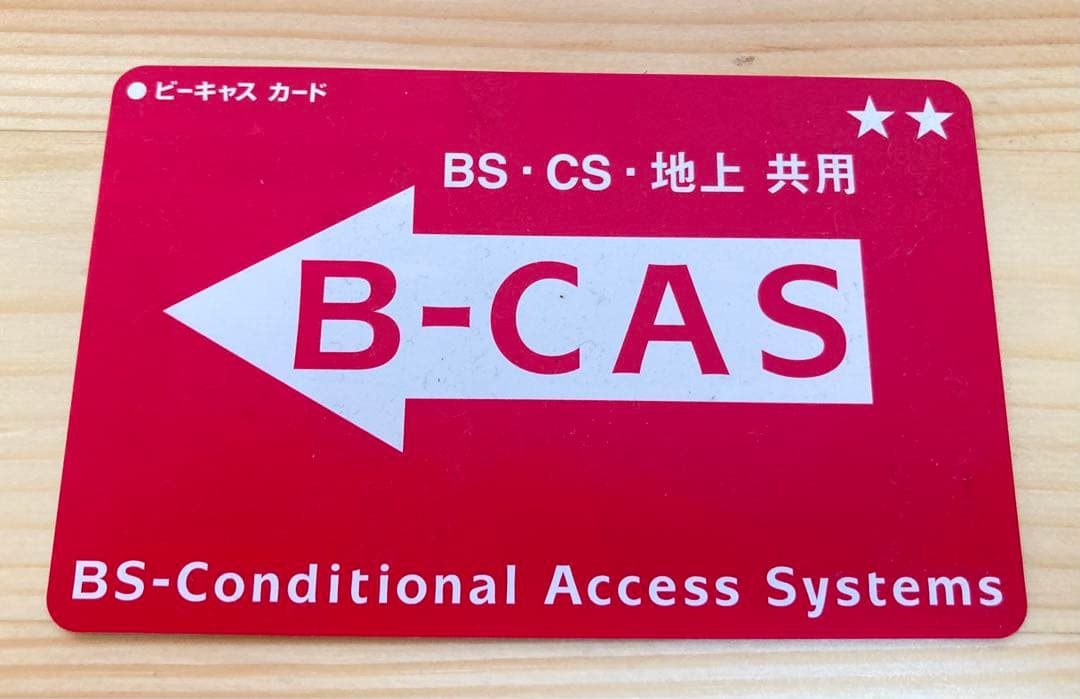 ● ビーキャス カード
★★
BS・CS・地上 共用
B-CAS
BS-Conditional Access Systems